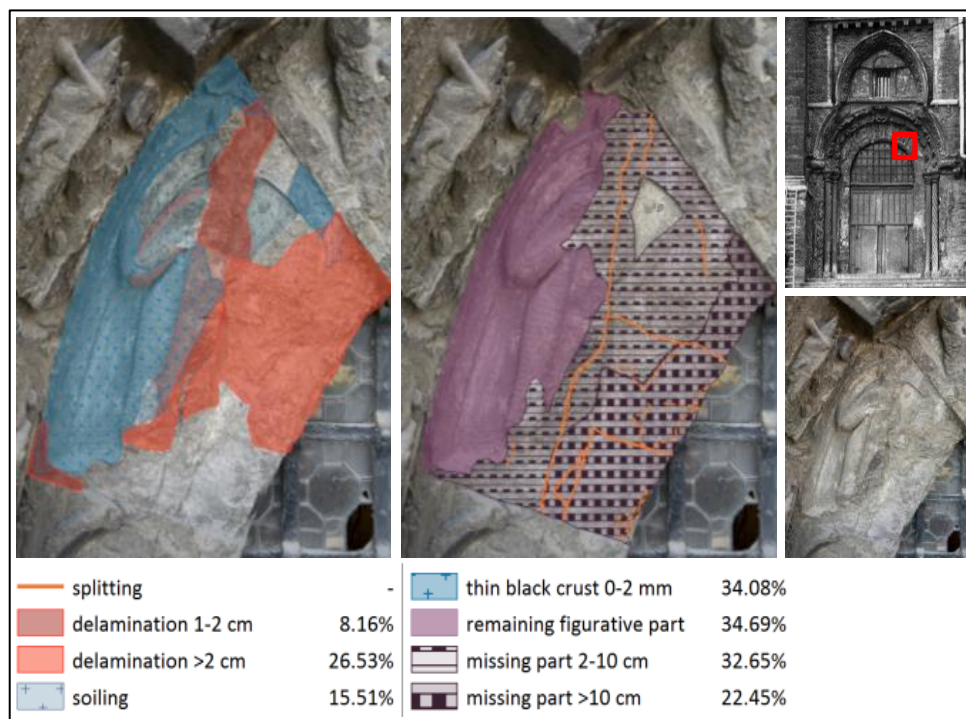 splitting -
delamination 1-2 cm 8.16%
delamination >2 cm 26.53%
soiling 15.51%
thin black crust 0-2 mm 34.08%
remaining figurative part 34.69%
missing part 2-10 cm 32.65%
missing part >10 cm 22.45%